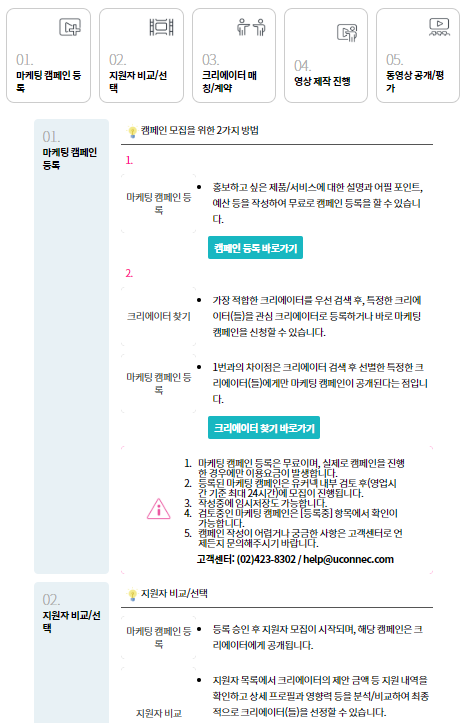 01.
마케팅 캠페인 등
록
02.
지원자 비교/선
택
03.
크리에이터 매
칭/계약
04.
영상 제작 진행
05.
동영상 공개/평
가
01.
마케팅 캠페인
등록
캠페인 모집을 위한 2가지 방법
1.
마케팅 캠페인 등
록
• 홍보하고 싶은 제품/서비스에 대한 설명과 어필 포인트,
예산 등을 작성하여 무료로 캠페인 등록을 할 수 있습니
다.
캠페인 등록 바로가기
2.
크리에이터 찾기
• 가장 적합한 크리에이터를 우선 검색 후, 특정한 크리에
이터(들)을 관심 크리에이터로 등록하거나 바로 마케팅
캠페인을 신청할 수 있습니다.
마케팅 캠페인 등
록
• 1번과의 차이점은 크리에이터 검색 후 선별한 특정한 크
리에이터(들)에게만 마케팅 캠페인이 공개된다는 점입니
다.
크리에이터 찾기 바로가기
1. 마케팅 캠페인 등록은 무료이며, 실제로 캠페인을 진행
한 경우에만 이용요금이 발생합니다.
2. 등록된 마케팅 캠페인은 유커넥 내부 검토 후(영업시
간 기준 최대 24시간)에 모집이 진행됩니다.
3. 작성중에 임시저장도 가능합니다.
4. 검토중인 마케팅 캠페인은 [등록중] 항목에서 확인이
가능합니다.
5. 캠페인 작성이 어렵거나 궁금한 사항은 고객센터로 언
제든지 문의해주시기 바랍니다.
고객센터: (02)423-8302 / help@uconnec.com
02.
지원자 비교/선
택
지원자 비교/선택
마케팅 캠페인 등
록
• 등록 승인 후 지원자 모집이 시작되며, 해당 캠페인은 크
리에이터에게 공개됩니다.
지원자 비교
• 지원자 목록에서 크리에이터의 제안 금액 등 지원 내역을
확인하고 상세 프로필과 영향력 등을 분석/비교하여 최종
적으로 크리에이터(들)을 선정할 수 있습니다.